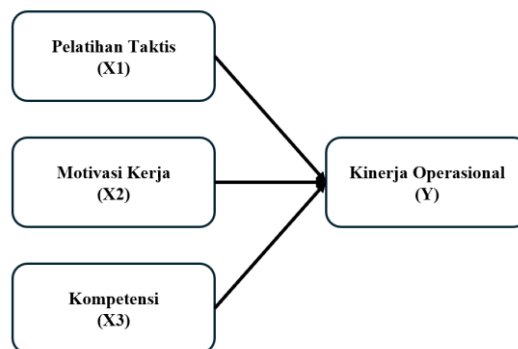 Pelatihan Taktis
(X1)
Motivasi Kerja
(X2)
Kinerja Operasional
(Y)
Kompetensi
(X3)